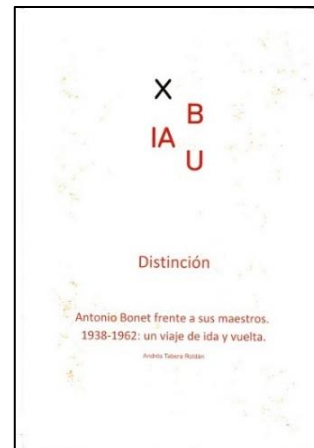 X
B
IA
U
Distinción
Antonio Bonet frente a sus maestros.
1938-1962: un viaje de ida y vuelta.
Andrés Tabera Roldán